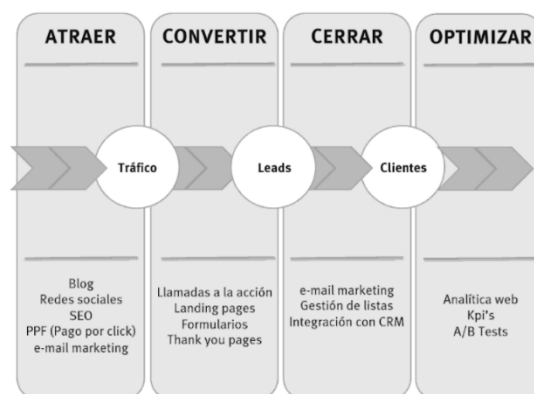 ATRAER
CONVERTIR
CERRAR
OPTIMIZAR
Tráfico
Leads
Clientes
Blog
Redes sociales
SEO
PPF (Pago por click)
e-mail marketing
Llamadas a la acción
Landing pages
Formularios
Thank you pages
e-mail marketing
Gestión de listas
Integración con CRM
Analítica web
Kpi's
A/B Tests